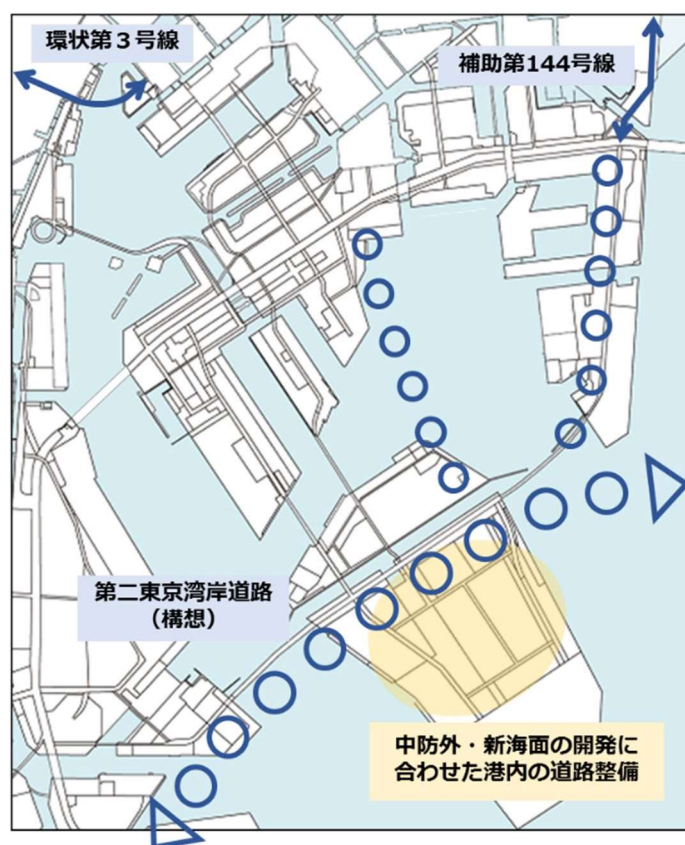 環状第３号線
補助第144号線
第二東京湾岸道路
（構想）
中防外・新海面の開発に
合わせた港内の道路整備